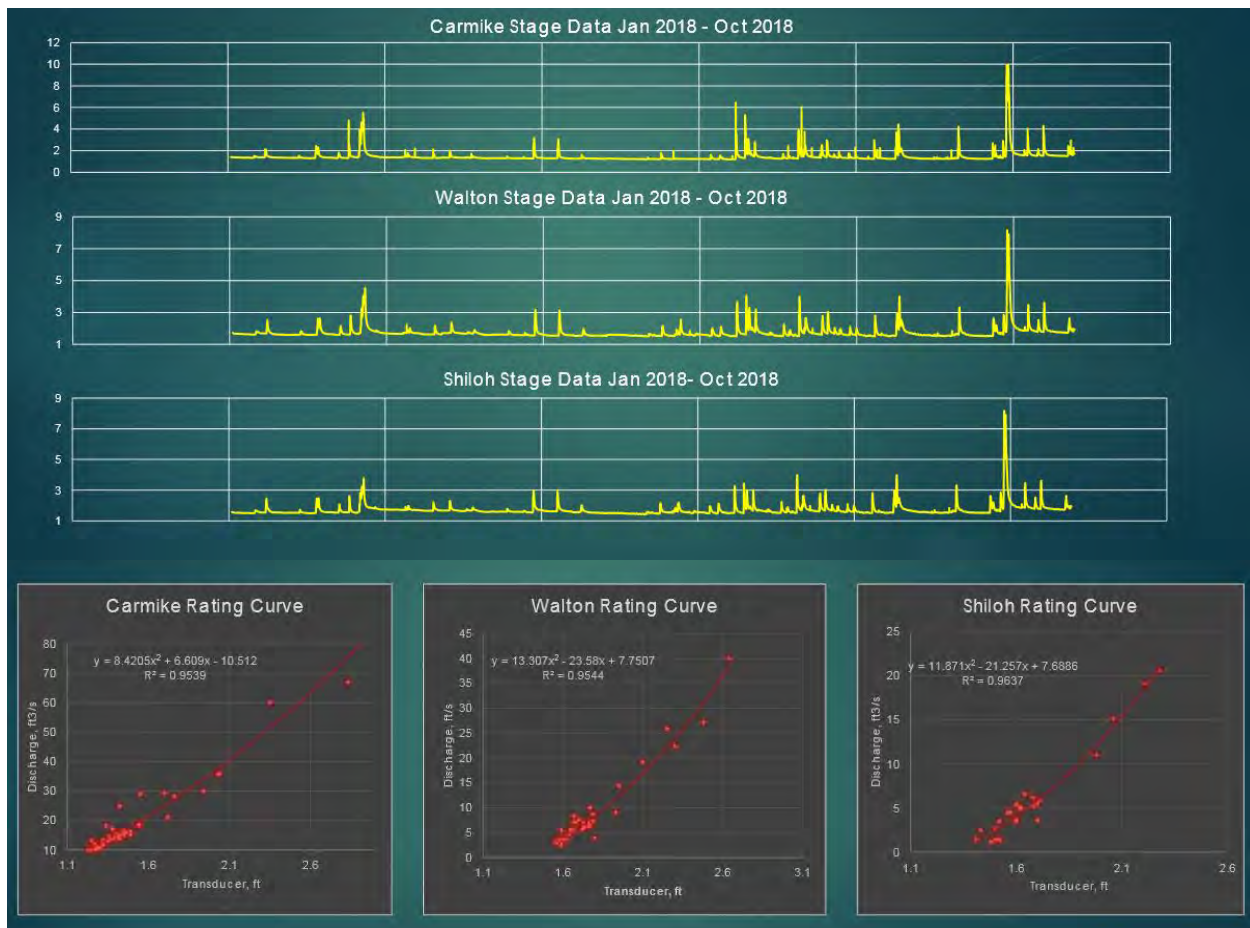 Carmike Stage Data Jan 2018 - Oct 2018
12
10
8
6
4
2
0
Walton Stage Data Jan 2018 - Oct 2018
9
7
5
3
1
Shiloh Stage Data Jan 2018- Oct 2018
9
7
5
3
1
Carmike Rating Curve
y = 8.4205x² + 6.609x - 10.512
R² = 0.9539
Discharge, ft3/s
80
70
60
50
40
30
20
10
1.1 1.6 2.1 2.6
Transducer, ft
Walton Rating Curve
y = 13.307x² - 23.58x + 7.7507
R² = 0.9544
Discharge, ft/s
45
40
35
30
25
20
15
10
5
0
1.1 1.6 2.1 2.6 3.1
Transducer, ft
Shiloh Rating Curve
y = 11.871x² - 21.257x + 7.6886
R² = 0.9637
Discharge, ft3/s
25
20
15
10
5
0
1.1 1.6 2.1 2.6
Transducer, ft